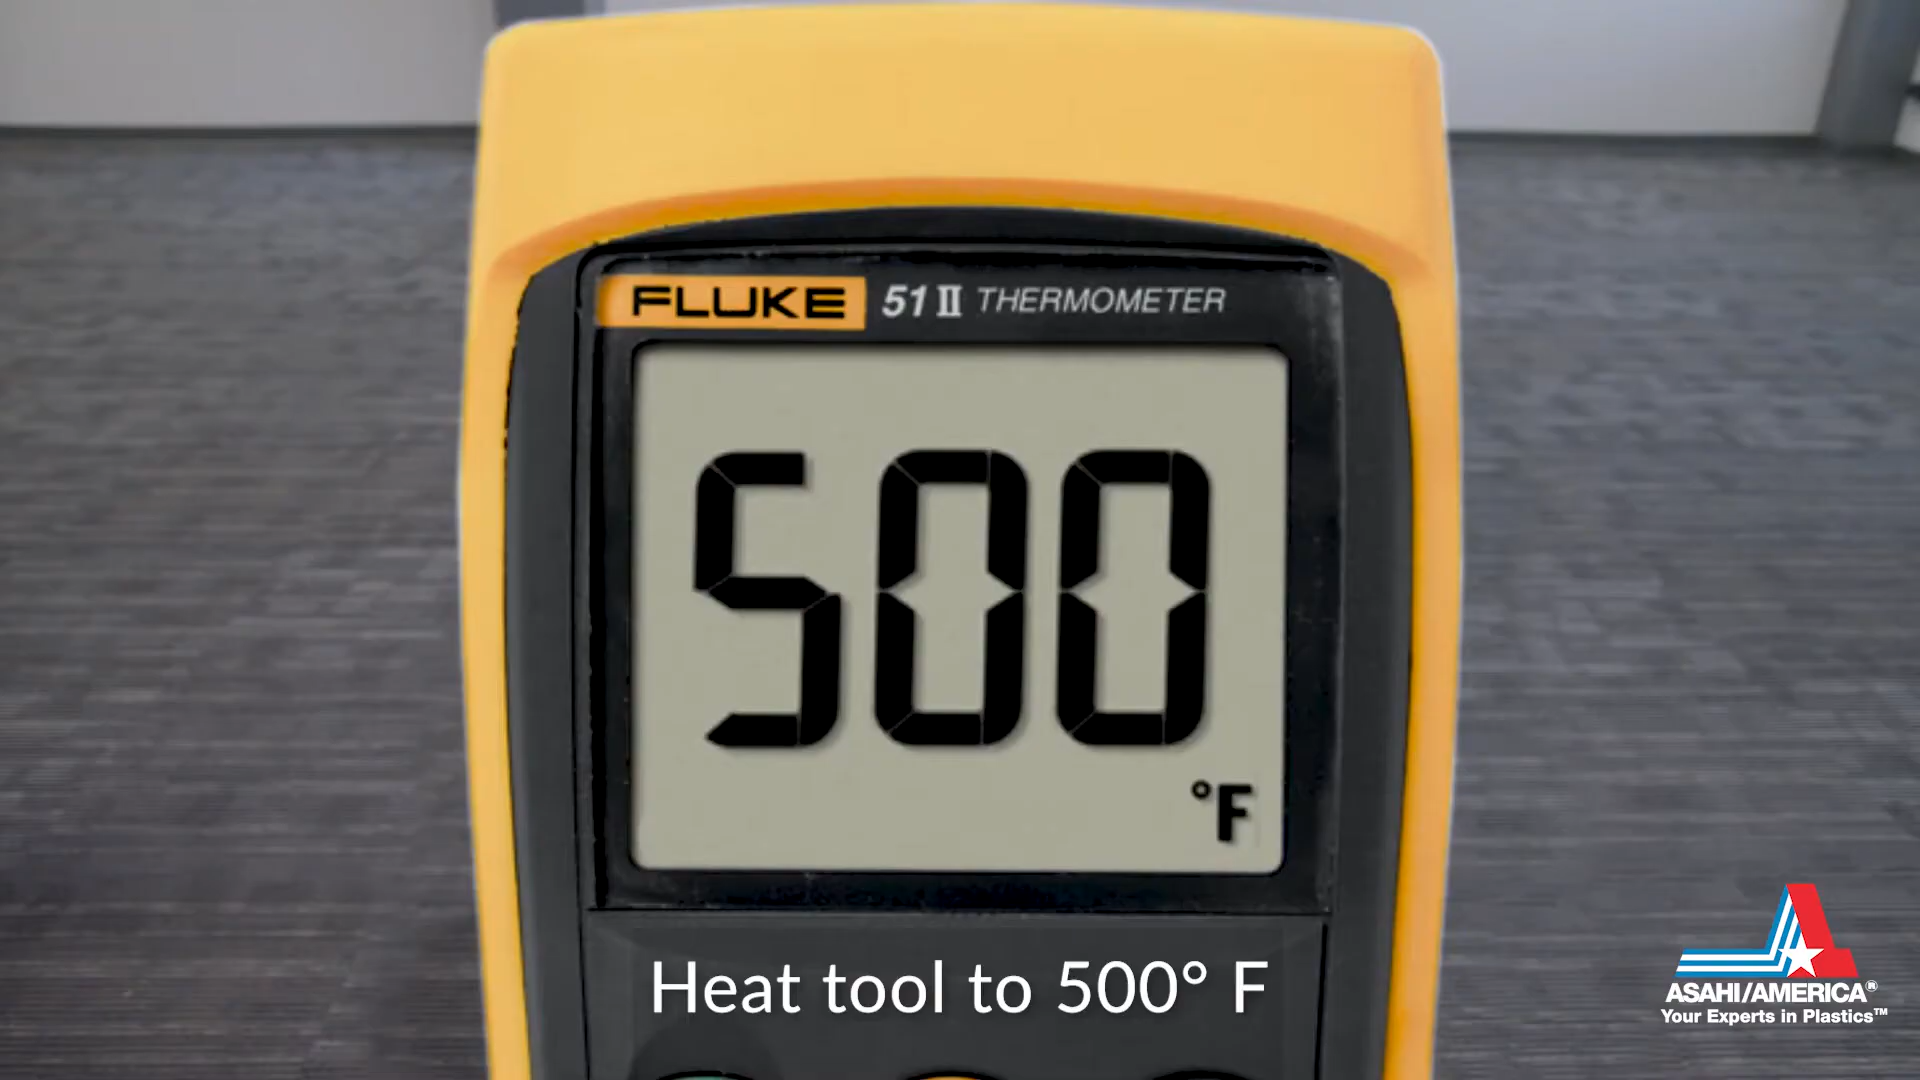 FLUKE 51 II THERMOMETER
500
°F
Heat tool to 500° F
ASAHI/AMERICA®
Your Experts in Plastics™